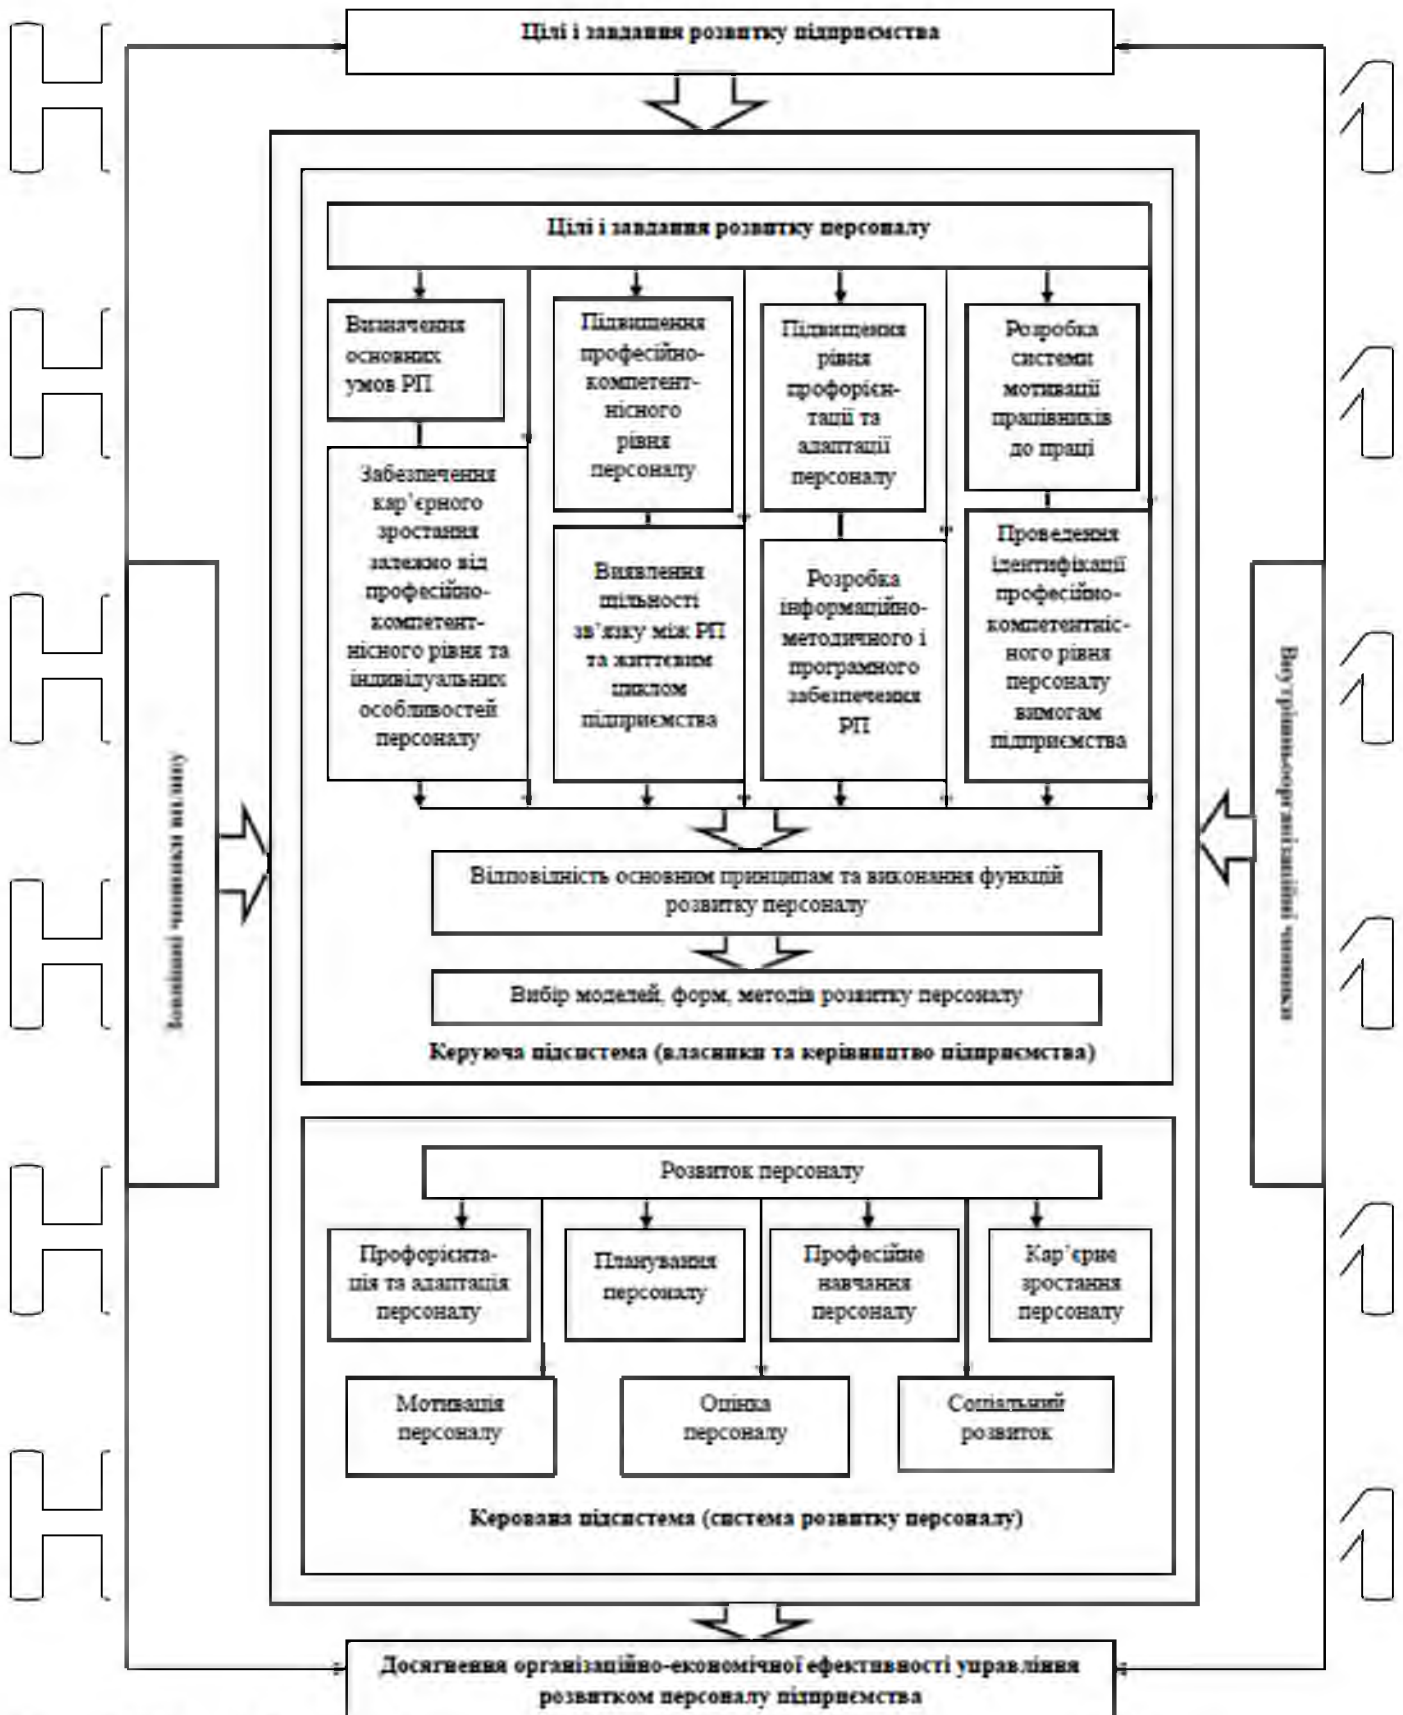 Цілі і завдання розвитку підприємства
Цілі і завдання розвитку персоналу
Визначення
основних
умов РП
Підвищення
професійно-
компетент-
нісного
рівня
персоналу
Підвищення
рівня
профорієн-
тації та
адаптації
персоналу
Розробка
системи
мотивації
працівників
до праці
Забезпечення
кар’єрного
зростання
залежно від
професійно-
компетент-
нісного рівня та
індивідуальних
особливостей
персоналу
Виявлення
щільності
зв’язку між РП
та життєвим
циклом
підприємства
Розробка
інформаційно-
методичного і
програмного
забезпечення
РП
Проведення
ідентифікації
професійно-
компетентніс-
ного рівня
персоналу
вимогам
підприємства
Зовнішні чинники впливу
Внутрішньоорганізаційні чинники
Відповідність основним принципам та виконання функцій
розвитку персоналу
Вибір моделей, форм, методів розвитку персоналу
Керуюча підсистема (власники та керівництво підприємства)
Розвиток персоналу
Профорієнта-
ція та адаптація
персоналу
Планування
персоналу
Професійне
навчання
персоналу
Кар’єрне
зростання
персоналу
Мотивація
персоналу
Оцінка
персоналу
Соціальний
розвиток
Керована підсистема (система розвитку персоналу)
Досягнення організаційно-економічної ефективності управління
розвитком персоналу підприємства